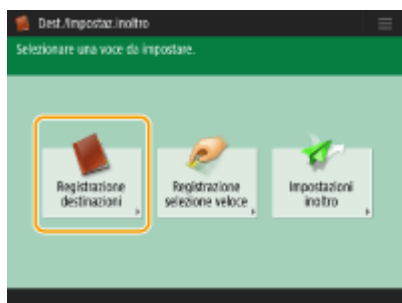 Dest./Impostaz.inoltro
Selezionare una voce da impostare.
Registrazione
destinazioni
Registrazione
selezione veloce
Impostazioni
inoltro